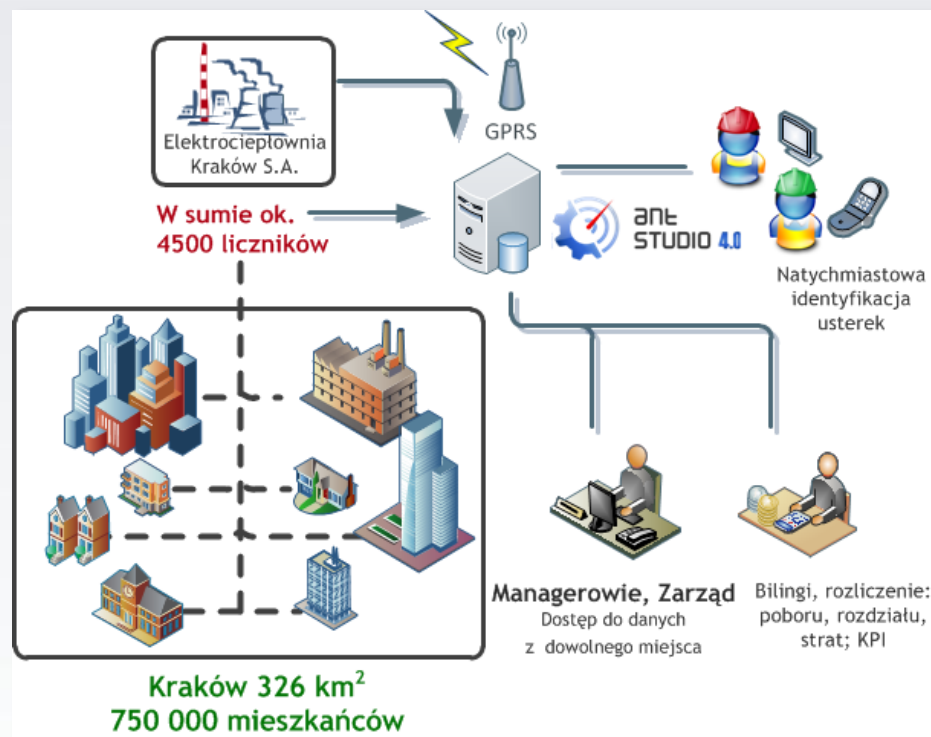 GPRS
Elektrociepłownia
Kraków S.A.
W sumie ok.
4500 liczników
ant
STUDIO 4.0
Natychmiastowa
identyfikacja
usterek
Managerowie, Zarząd
Dostęp do danych
z dowolnego miejsca
Bilingi, rozliczenie:
poboru, rozdziału,
strat; KPI
Kraków 326 km²
750 000 mieszkańców